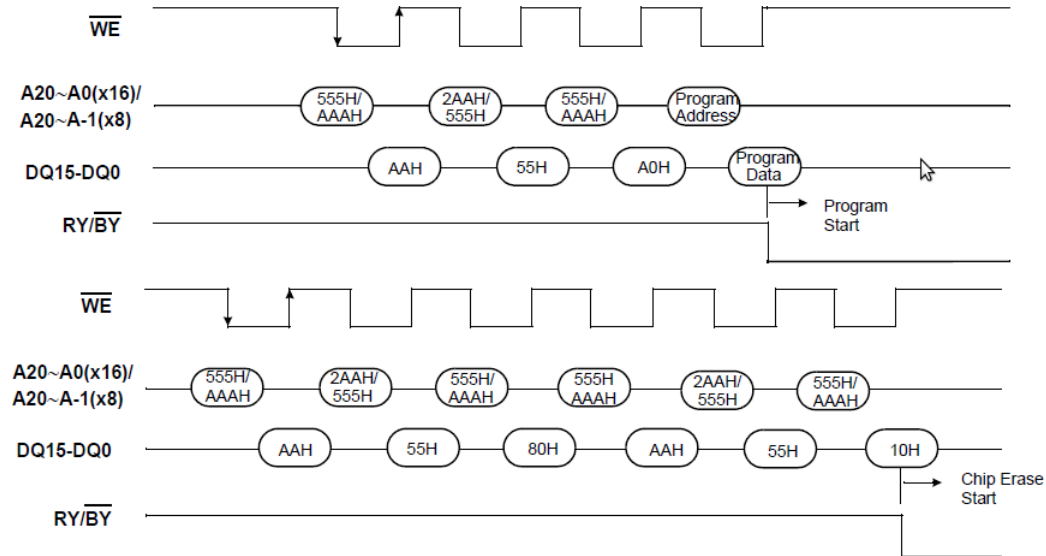 WE
A20~A0(x16)/
A20~A-1(x8)
555H/
AAAH
2AAH/
555H
555H/
AAAH
Program
Address
DQ15-DQ0
AAH
55H
A0H
Program
Data
Program
Start
RY/BY
WE
A20~A0(x16)/
A20~A-1(x8)
555H/
AAAH
2AAH/
555H
555H/
AAAH
555H
AAAH
2AAH/
555H
555H/
AAAH
DQ15-DQ0
AAH
55H
80H
AAH
55H
10H
Chip Erase
Start
RY/BY